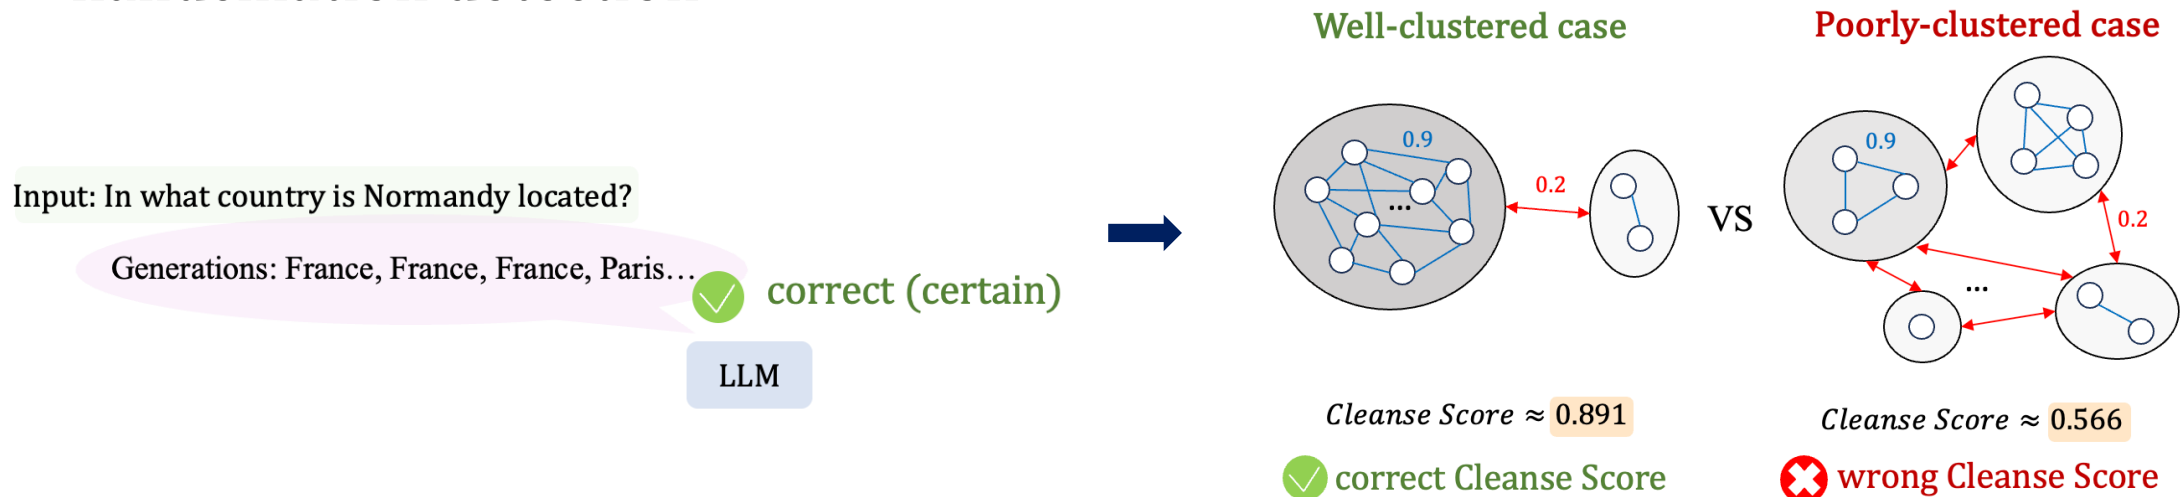 Well-clustered case
Poorly-clustered case
0.9
0.9
0.2
...
0.2
VS
Input: In what country is Normandy located?
Generations: France, France, France, Paris...
correct (certain)
...
LLM
Cleanse Score ≈ 0.891
Cleanse Score ≈ 0.566
correct Cleanse Score
wrong Cleanse Score